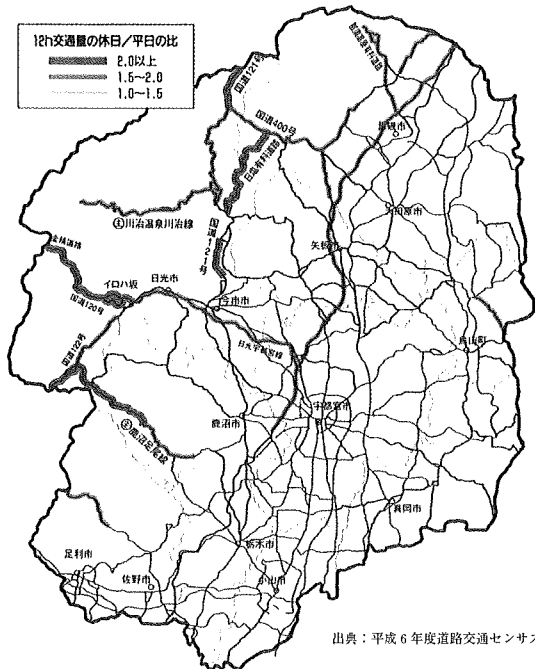 12h交通量の休日／平日の比
2.0以上
1.5〜2.0
1.0〜1.5
国道121号
国道400号
日塩有料道路
黒磯市
大田原市
㊤川治温泉川治線
国道121号
矢板市
金精道路
イロハ坂
日光市
国道120号
今市市
国道122号
日光宇都宮線
烏山町
宇都宮市
鹿沼市
㊤鹿沼足尾線
真岡市
栃木市
足利市
佐野市
小山市
出典：平成6年度道路交通センサス